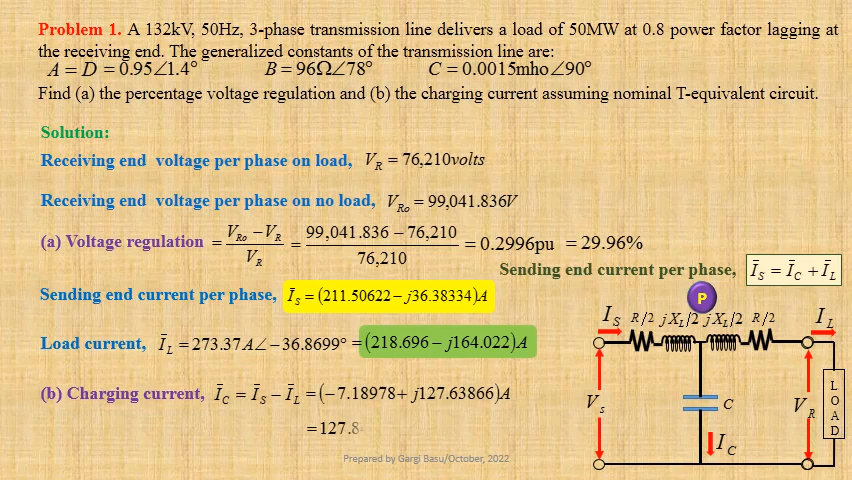 Problem 1. A 132kV, 50Hz, 3-phase transmission line delivers a load of 50MW at 0.8 power factor lagging at
the receiving end. The generalized constants of the transmission line are:
A = D = 0.95∠1.4° B = 96Ω∠78° C = 0.0015mho∠90°
Find (a) the percentage voltage regulation and (b) the charging current assuming nominal T-equivalent circuit.
Solution:
Receiving end voltage per phase on load, V_R = 76,210volts
Receiving end voltage per phase on no load, V_Ro = 99,041.836V
(a) Voltage regulation = (V_Ro − V_R) / V_R = (99,041.836 − 76,210) / 76,210 = 0.2996pu = 29.96%
Sending end current per phase, Ī_S = Ī_C + Ī_L
Sending end current per phase, Ī_S = (211.50622 − j36.38334)A
Load current, Ī_L = 273.37A∠−36.8699° = (218.696 − j164.022)A
(b) Charging current, Ī_C = Ī_S − Ī_L = (−7.18978 + j127.63866)A
= 127.8
P
I_S R/2 jX_L/2 jX_L/2 R/2 I_L
V_s C V_R LOAD
I_C
Prepared by Gargi Basu/October, 2022